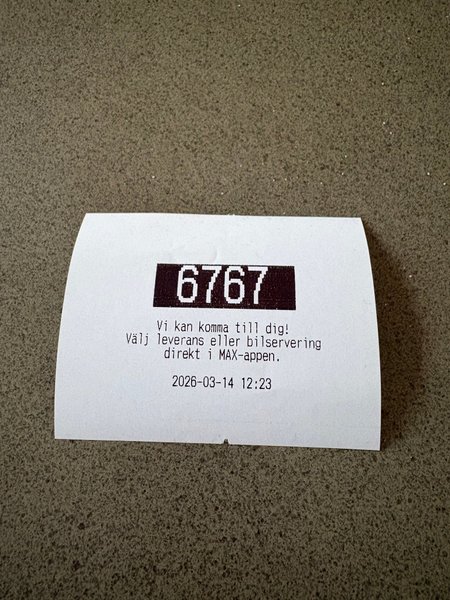 6767
Vi kan komma till dig!
Välj leverans eller bilservering
direkt i MAX-appen.
2026-03-14 12:23